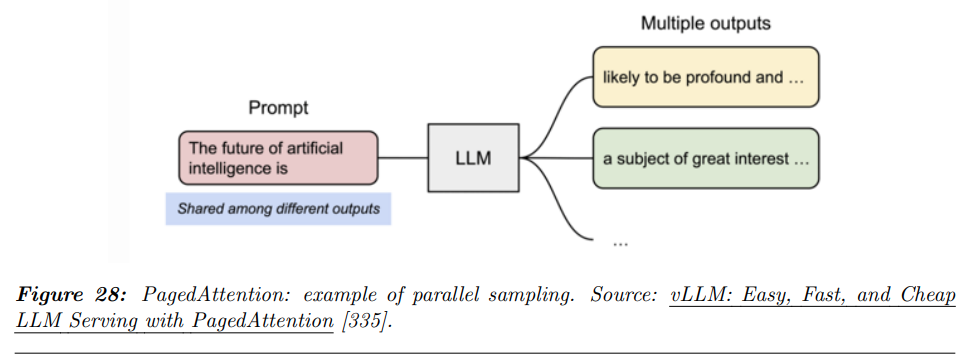 Multiple outputs
likely to be profound and ...
Prompt
The future of artificial
intelligence is
LLM
a subject of great interest ...
Shared among different outputs
...
Figure 28: PagedAttention: example of parallel sampling. Source: vLLM: Easy, Fast, and Cheap
LLM Serving with PagedAttention [335].